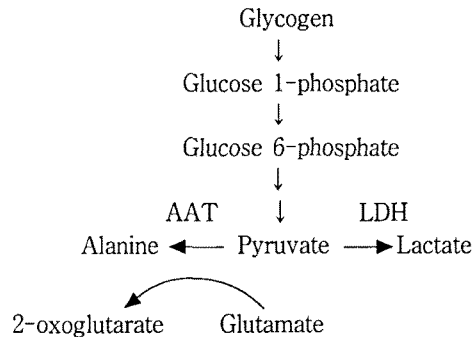 Glycogen
↓
Glucose 1-phosphate
↓
Glucose 6-phosphate
↓
↓
AAT LDH
Alanine ← Pyruvate → Lactate
2-oxoglutarate Glutamate